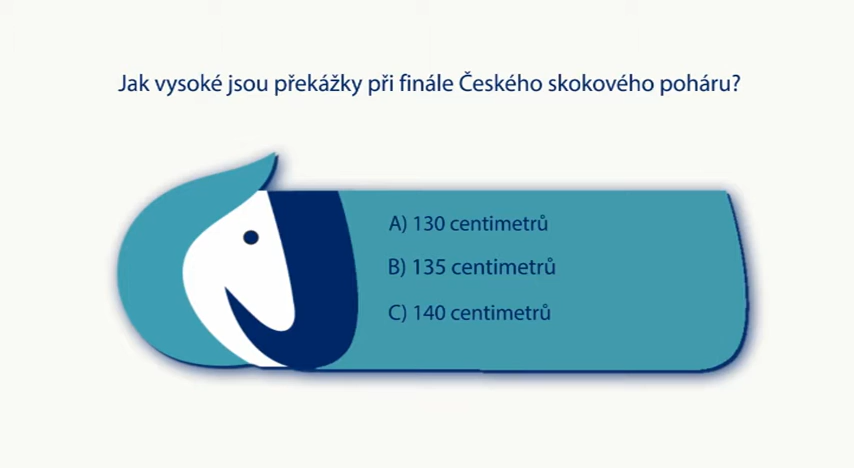 Jak vysoké jsou překážky při finále Českého skokového poháru?
A) 130 centimetrů
B) 135 centimetrů
C) 140 centimetrů